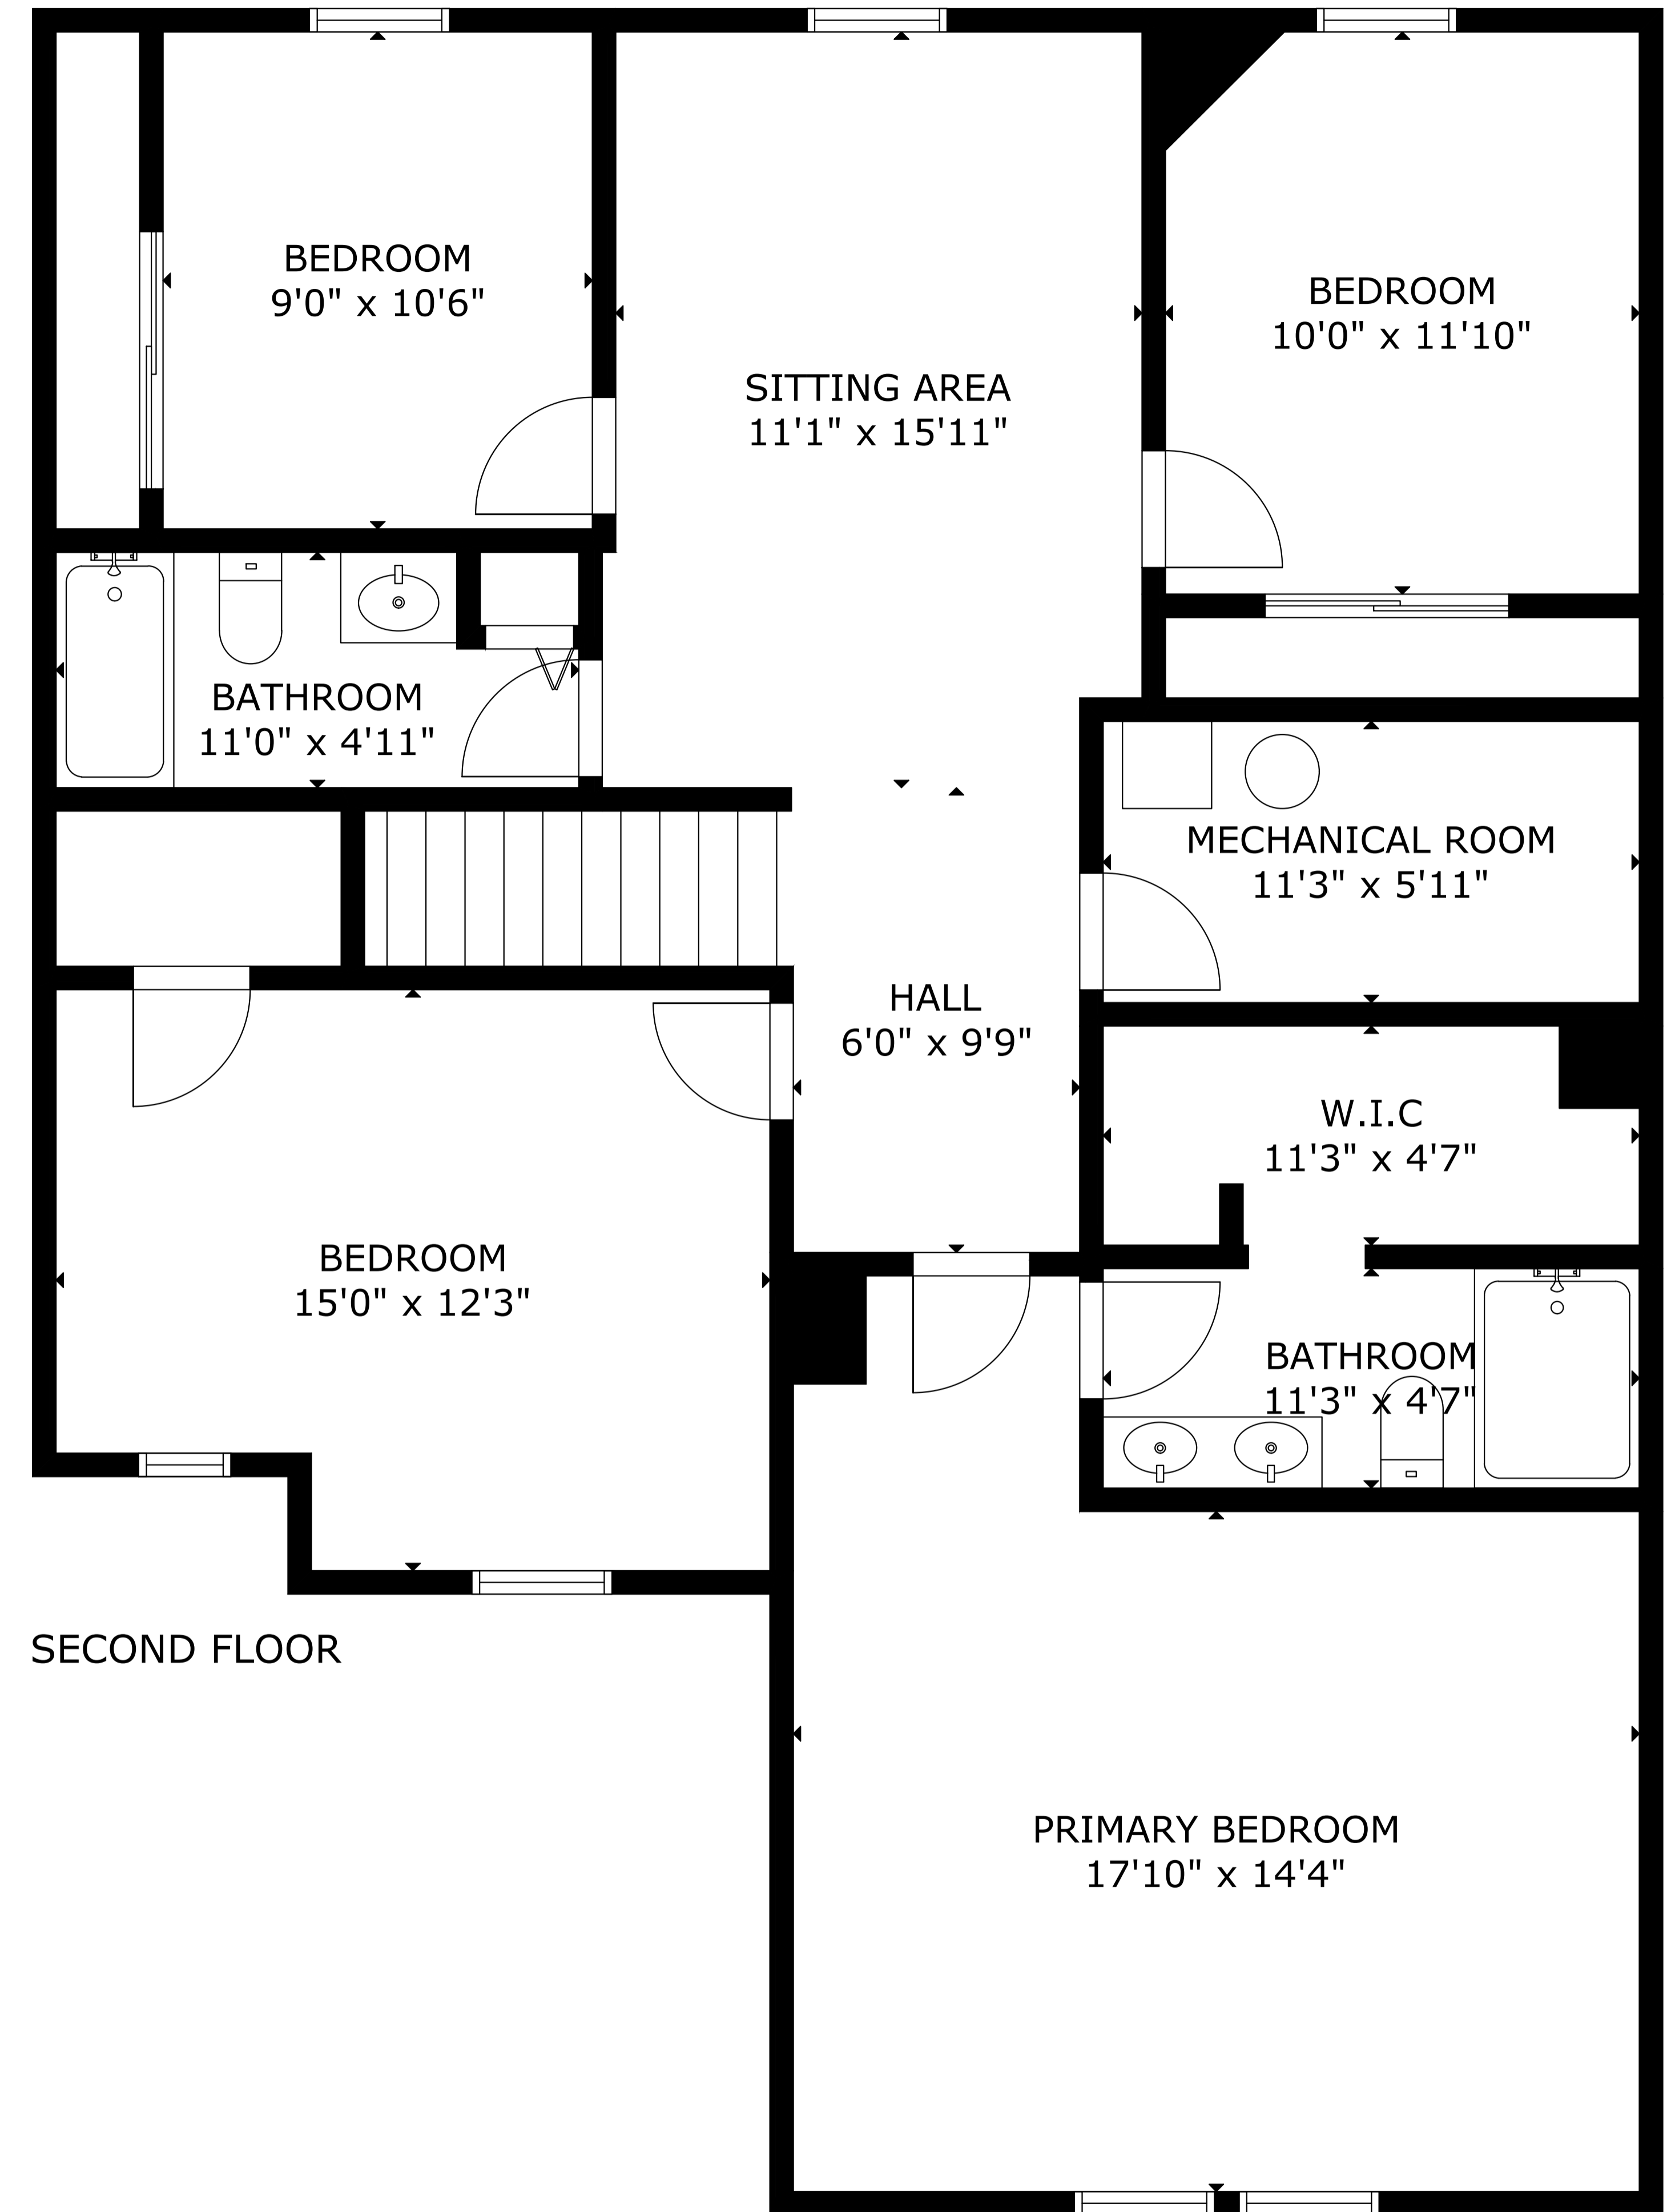 BEDROOM
9'0" x 10'6"
BEDROOM
10'0" x 11'10"
SITTING AREA
11'1" x 15'11"
BATHROOM
11'0" x 4'11"
MECHANICAL ROOM
11'3" x 5'11"
HALL
6'0" x 9'9"
W.I.C
11'3" x 4'7"
BEDROOM
15'0" x 12'3"
BATHROOM
11'3" x 4'7"
SECOND FLOOR
PRIMARY BEDROOM
17'10" x 14'4"